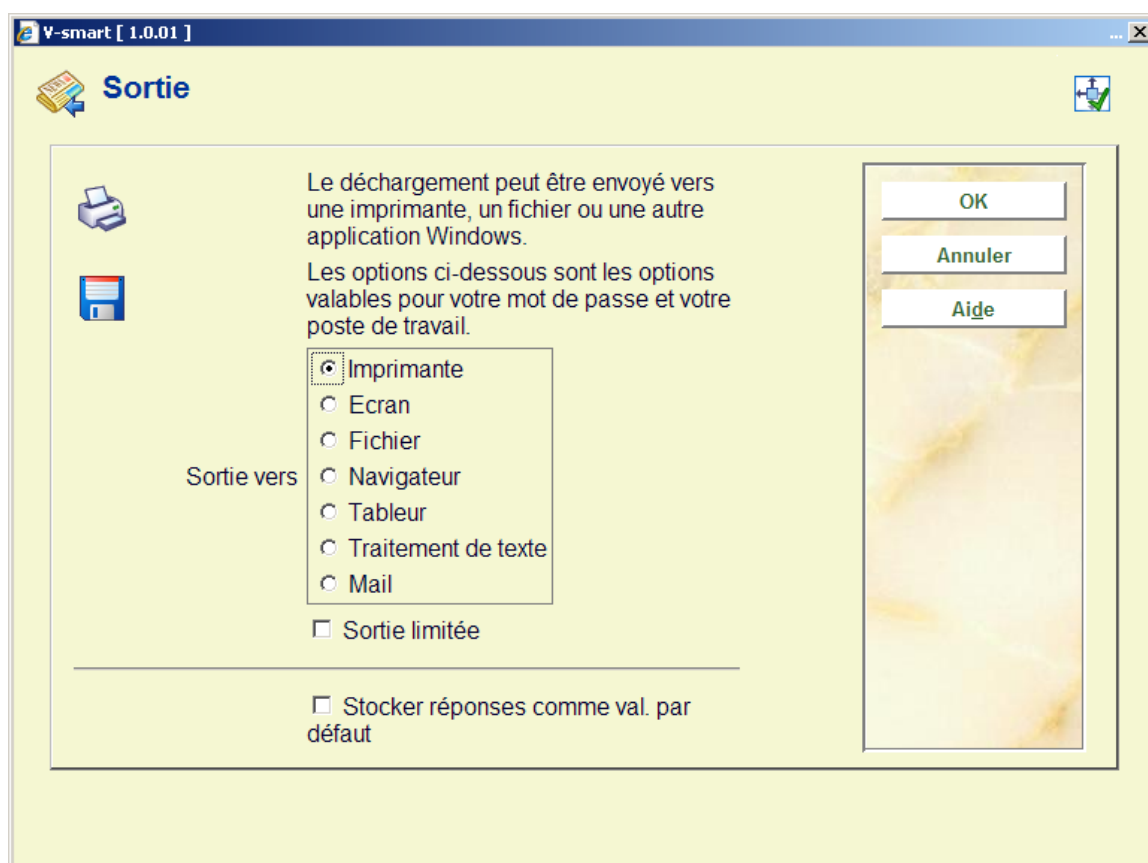 V-smart [ 1.0.01 ]
...
Sortie
Le déchargement peut être envoyé vers
une imprimante, un fichier ou une autre
application Windows.
Les options ci-dessous sont les options
valables pour votre mot de passe et votre
poste de travail.
Sortie vers
Imprimante
Ecran
Fichier
Navigateur
Tableur
Traitement de texte
Mail
Sortie limitée
Stocker réponses comme val. par
défaut
OK
Annuler
Aide